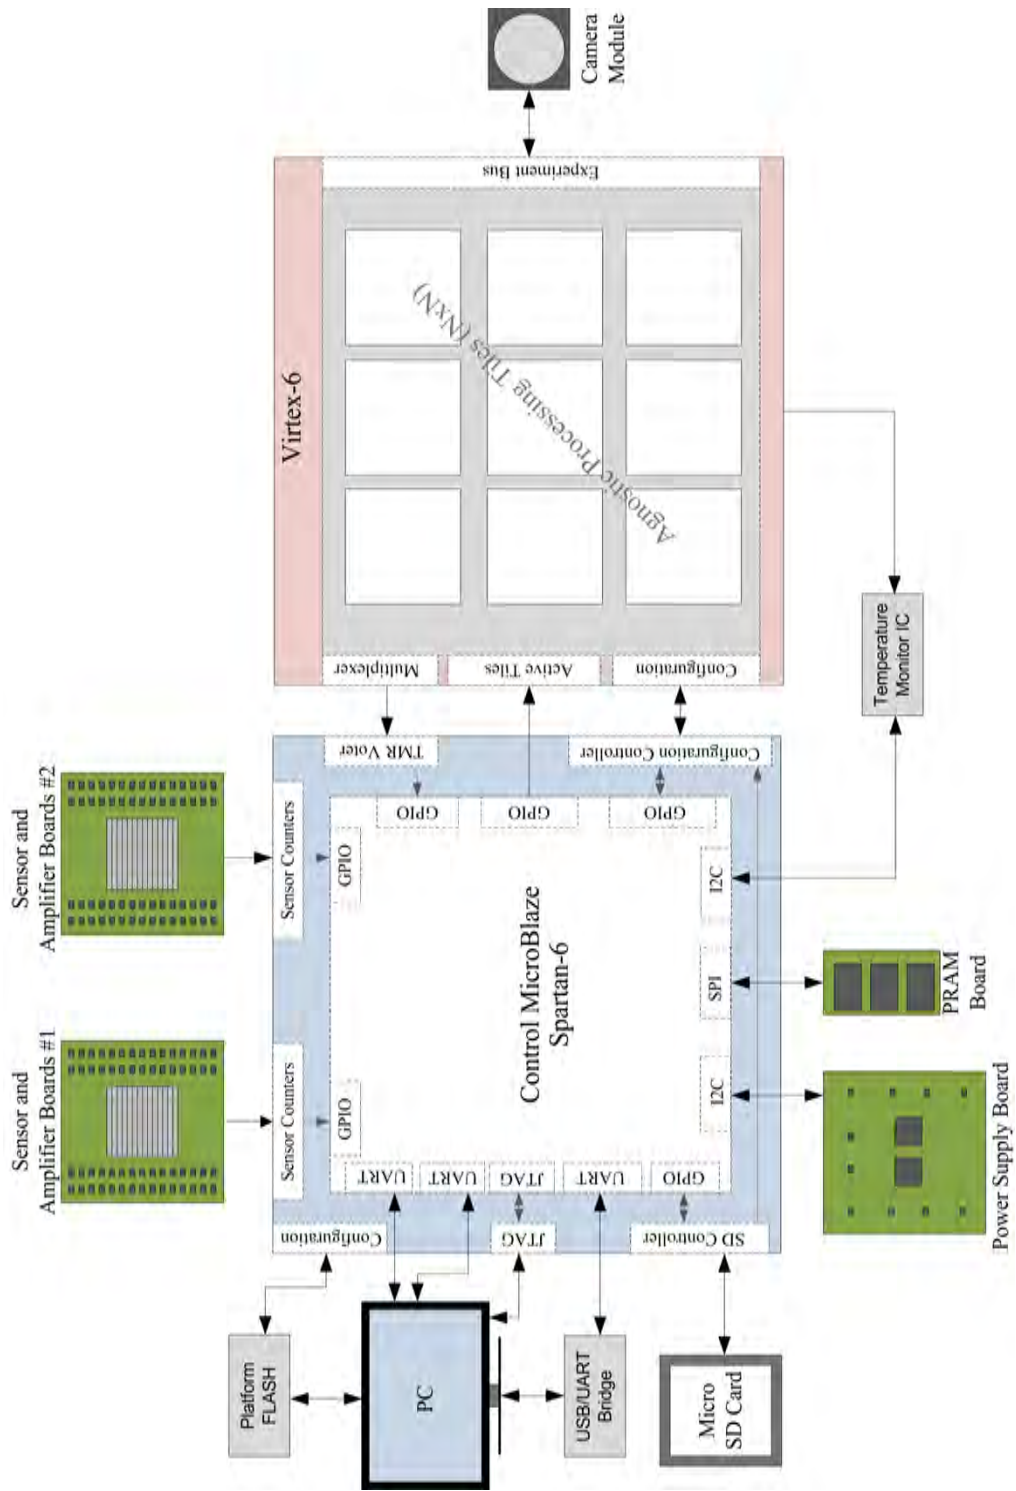 Camera
Module
Experiment Bus
Virtex-6
Agnostic Processing Tiles (NxN)
Multiplexer
Active Tiles
Configuration
Temperature
Monitor IC
TMR Voter
Configuration Controller
GPIO
GPIO
GPIO
Sensor and
Amplifier Boards #2
Sensor Counters
GPIO
Sensor and
Amplifier Boards #1
Sensor Counters
GPIO
Control MicroBlaze
Spartan-6
I2C
SPI
I2C
PRAM
Board
Power Supply Board
UART
UART
JTAG
UART
GPIO
Configuration
JTAG
SD Controller
Platform
FLASH
PC
USB/UART
Bridge
Micro
SD Card